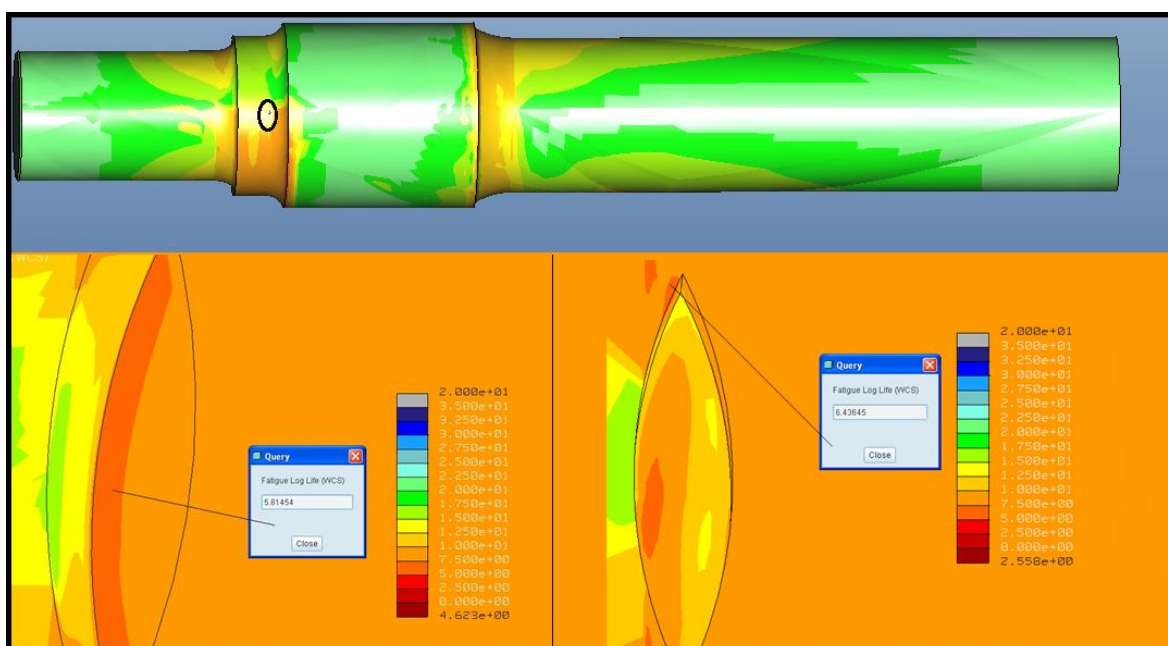 WCS)
2.000e+01
3.500e+01
3.250e+01
3.000e+01
2.750e+01
2.500e+01
2.250e+01
2.000e+01
1.750e+01
1.500e+01
1.250e+01
1.000e+01
7.500e+00
5.000e+00
2.500e+00
0.000e+00
4.623e+00
Query
Fatigue Log Life (WCS)
5.81454
Close
2.000e+01
3.500e+01
3.250e+01
3.000e+01
2.750e+01
2.500e+01
2.250e+01
2.000e+01
1.750e+01
1.500e+01
1.250e+01
1.000e+01
7.500e+00
5.000e+00
2.500e+00
0.000e+00
2.558e+00
Query
Fatigue Log Life (WCS)
6.43645
Close